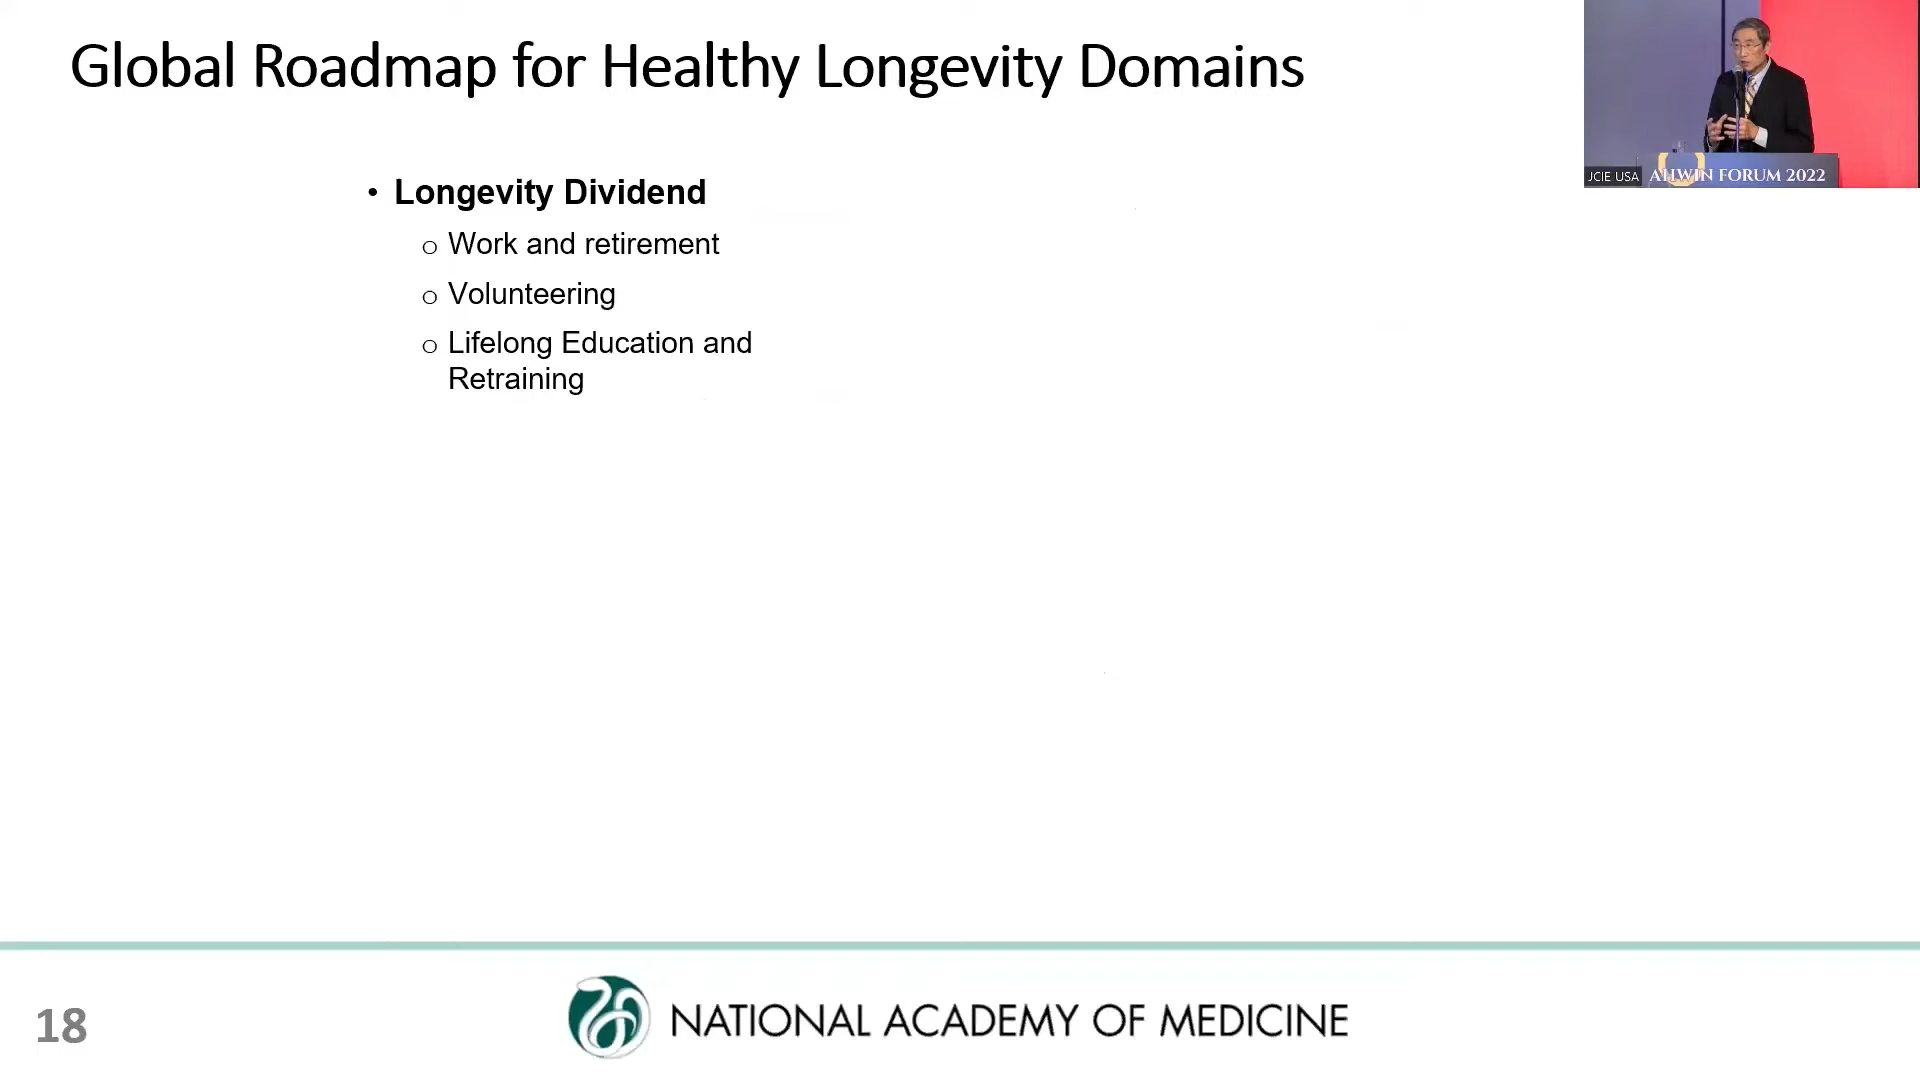 Global Roadmap for Healthy Longevity Domains
JCIE USA
AHWIN FORUM 2022
• Longevity Dividend
o Work and retirement
o Volunteering
o Lifelong Education and
Retraining
18
NATIONAL ACADEMY OF MEDICINE